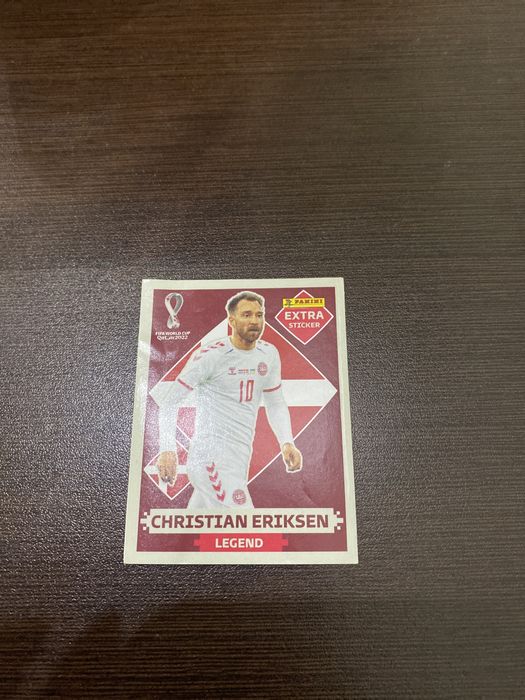 PANINI
EXTRA
STICKER
FIFA WORLD CUP
QATAR2022
10
CHRISTIAN ERIKSEN
LEGEND